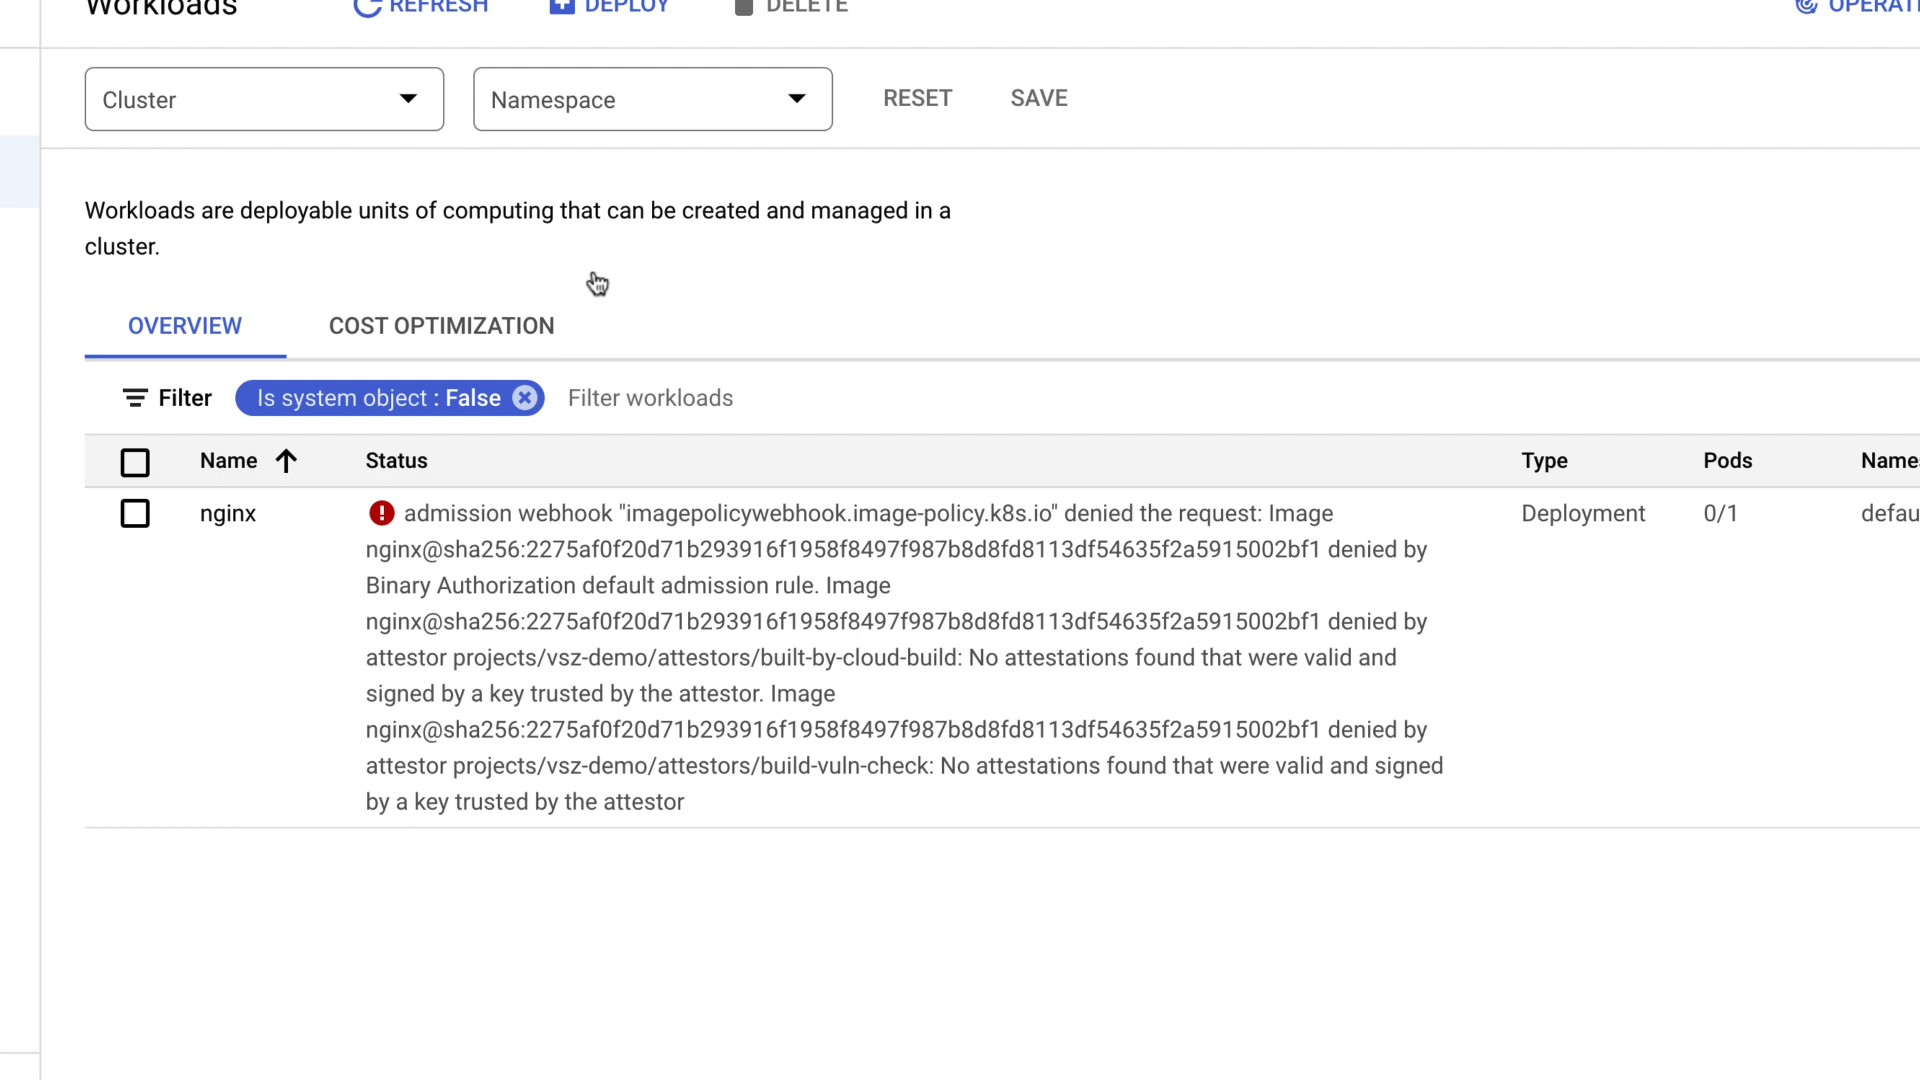 Workloads REFRESH DEPLOY DELETE
Cluster Namespace RESET SAVE
Workloads are deployable units of computing that can be created and managed in a
cluster.
OVERVIEW COST OPTIMIZATION
Filter Is system object : False Filter workloads
Name Status Type Pods
nginx admission webhook "imagepolicywebhook.image-policy.k8s.io" denied the request: Image Deployment 0/1
nginx@sha256:2275af0f20d71b293916f1958f8497f987b8d8fd8113df54635f2a5915002bf1 denied by
Binary Authorization default admission rule. Image
nginx@sha256:2275af0f20d71b293916f1958f8497f987b8d8fd8113df54635f2a5915002bf1 denied by
attestor projects/vsz-demo/attestors/built-by-cloud-build: No attestations found that were valid and
signed by a key trusted by the attestor. Image
nginx@sha256:2275af0f20d71b293916f1958f8497f987b8d8fd8113df54635f2a5915002bf1 denied by
attestor projects/vsz-demo/attestors/build-vuln-check: No attestations found that were valid and signed
by a key trusted by the attestor